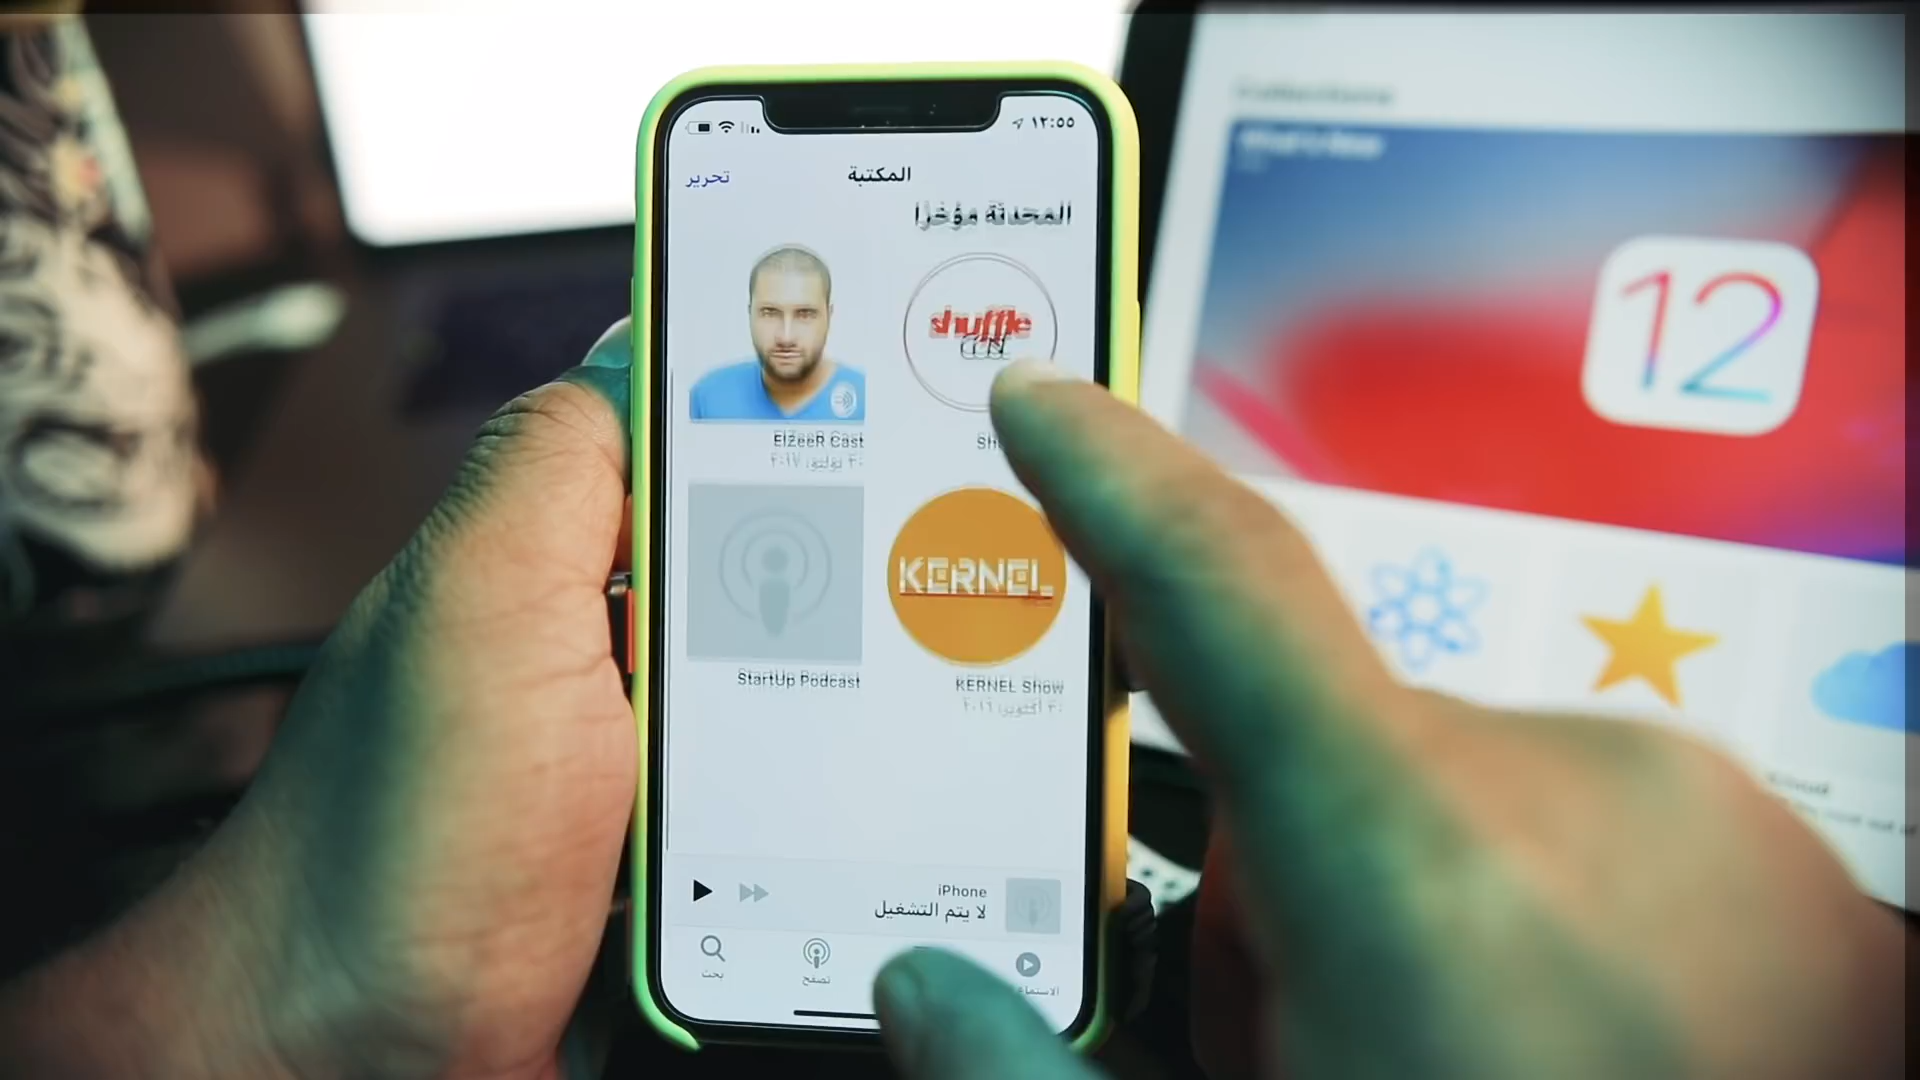 ١٢:٥٥
المكتبة
تحرير
المحدثة مؤخرًا
shuffle
ElZeeR Cast
KERNEL
StartUp Podcast
KERNEL Show
iPhone
لا يتم التشغيل
بحث
تصفح
12